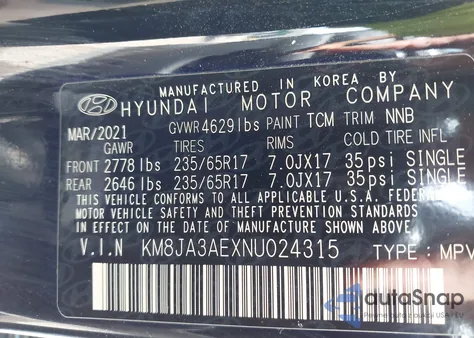 MANUFACTURED IN KOREA BY
HYUNDAI MOTOR COMPANY
MAR/2021 GVWR 4629 lbs PAINT TCM TRIM NNB
GAWR TIRES RIMS COLD TIRE INFL
FRONT 2778 lbs 235/65R17 7.0JX17 35psi SINGLE
REAR 2646 lbs 235/65R17 7.0JX17 35psi SINGLE
THIS VEHICLE CONFORMS TO ALL APPLICABLE U.S.A. FEDERAL
MOTOR VEHICLE SAFETY, BUMPER, AND THEFT PREVENTION STANDARDS
IN EFFECT ON THE DATE OF MANUFACTURE SHOWN ABOVE.
V.I.N KM8JA3AEXNU024315 TYPE : MPV
autoSnap